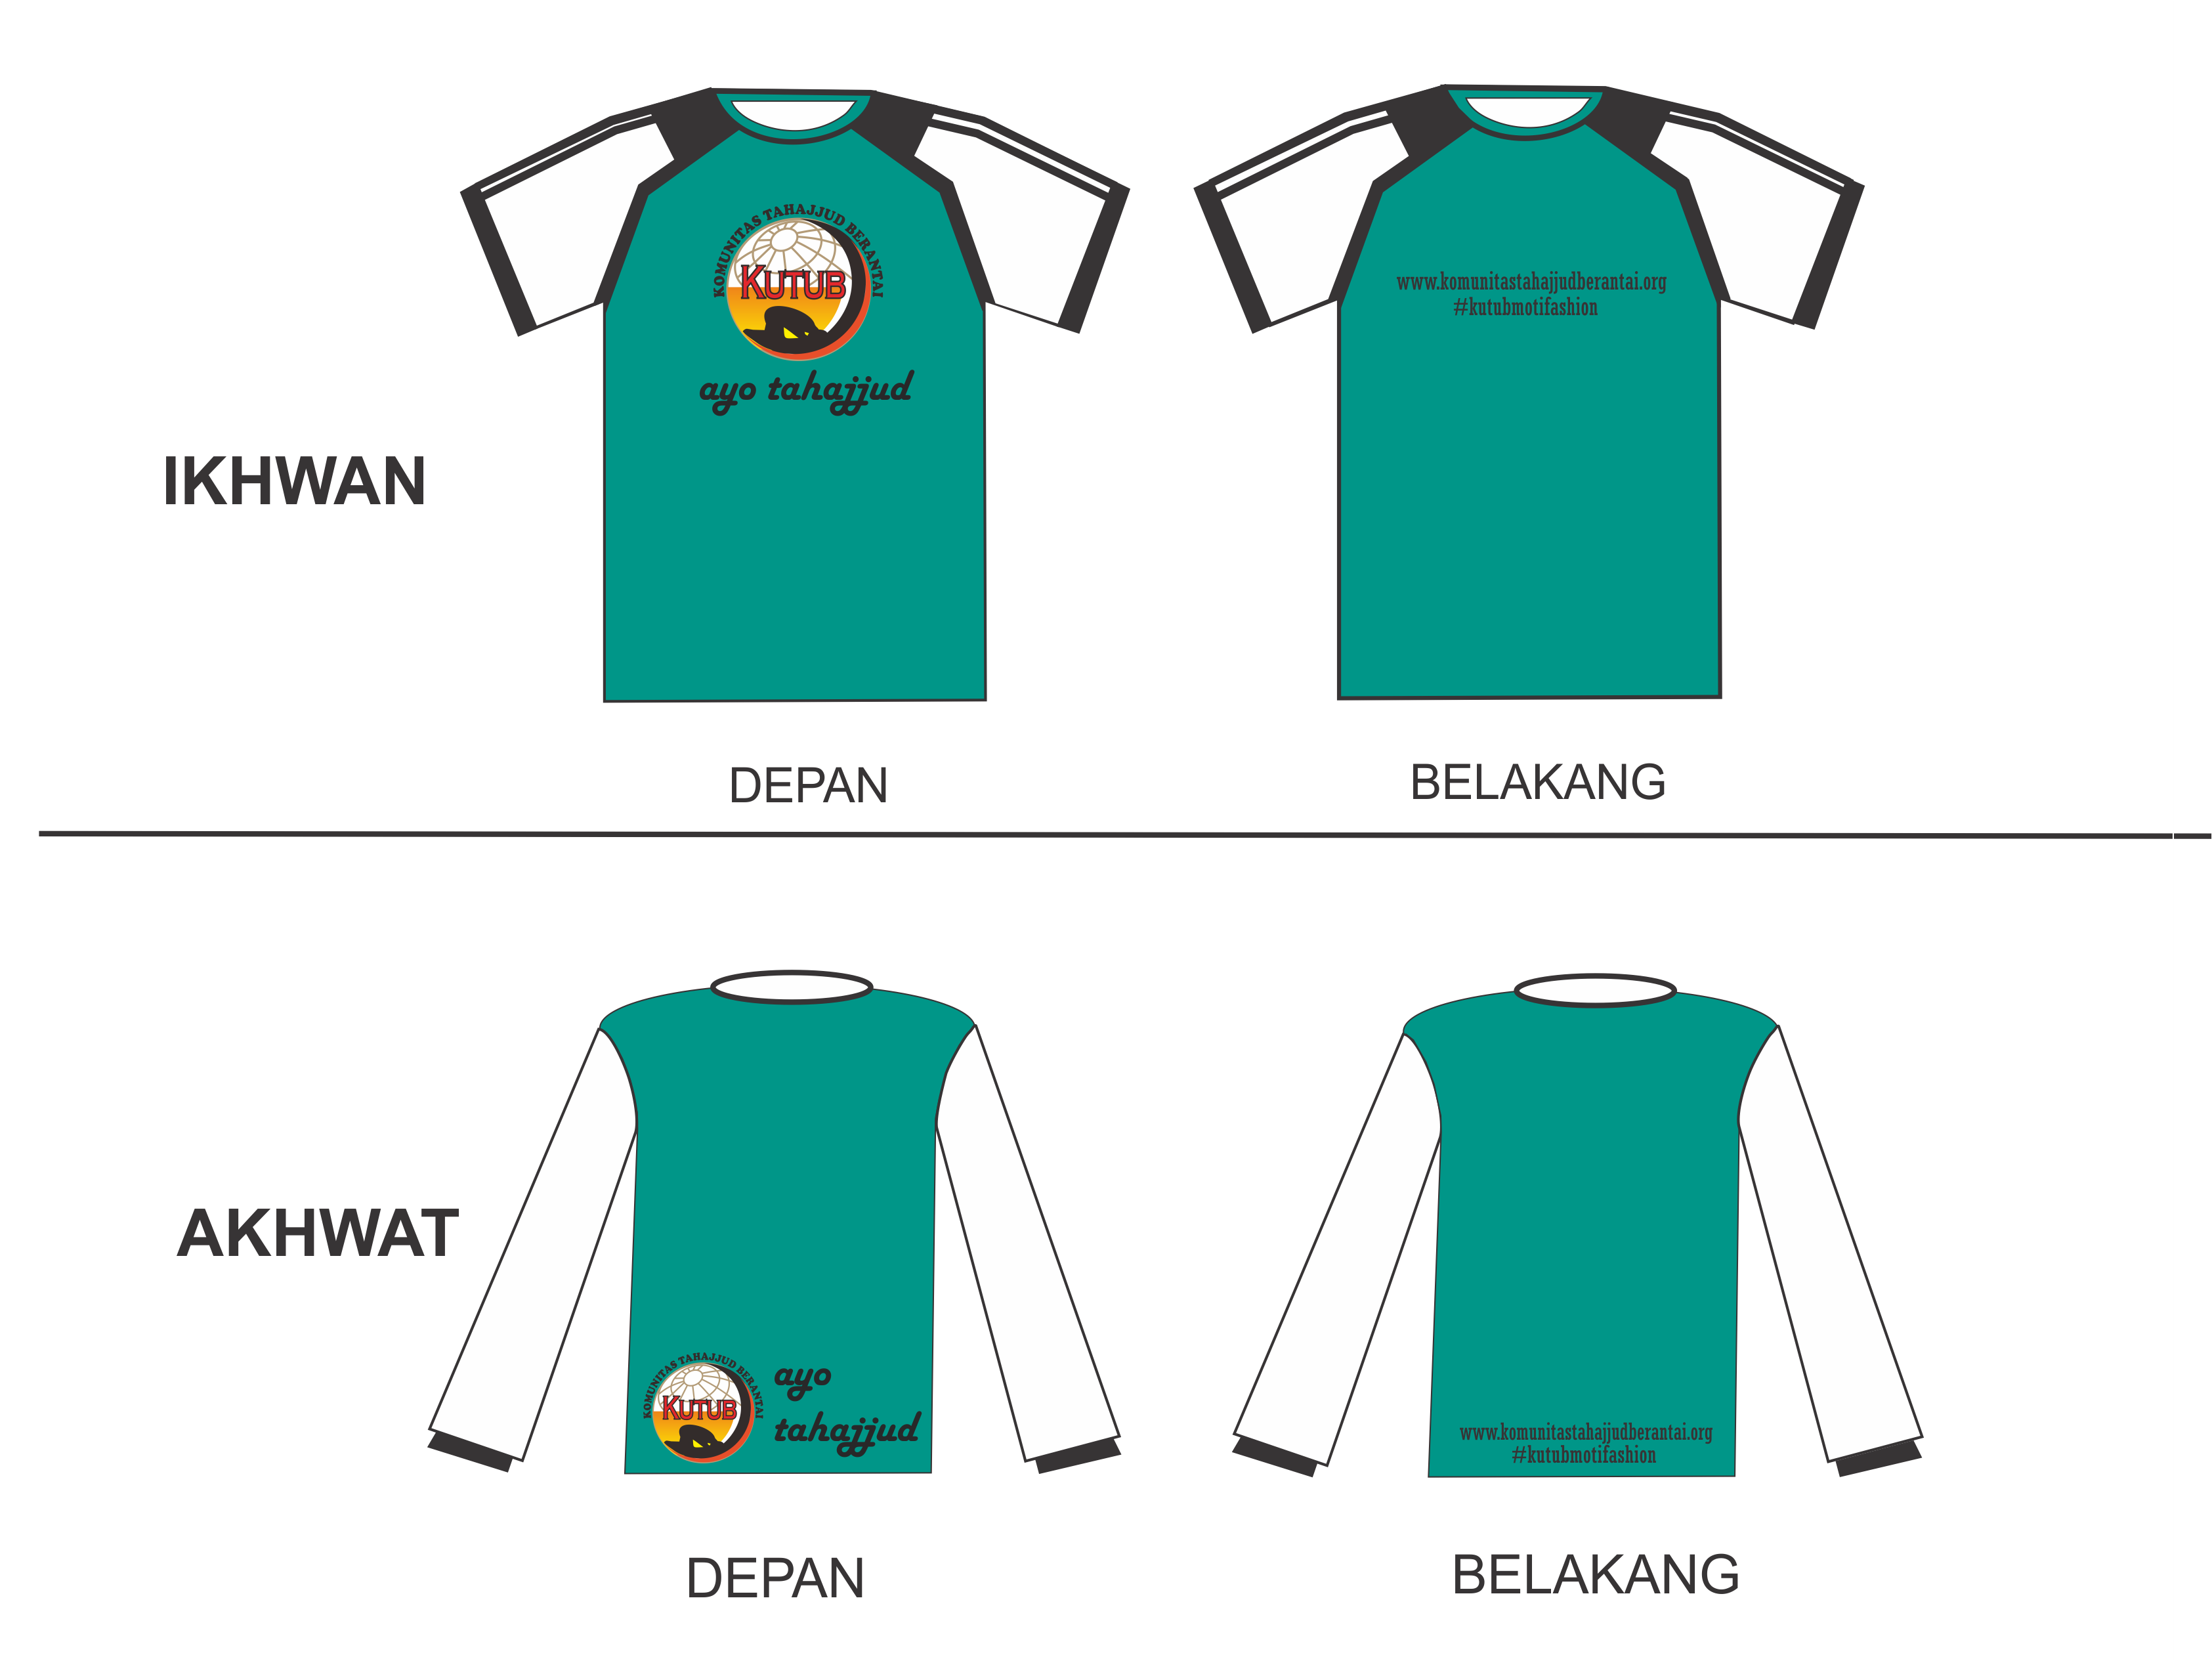 KOMUNITAS TAHAJJUD BERANTAI
KUTUB
ayo tahajjud
www.komunitastahajjudberantai.org
#kutubmotifashion
IKHWAN
DEPAN
BELAKANG
AKHWAT
KOMUNITAS TAHAJJUD BERANTAI
KUTUB
ayo
tahajjud
www.komunitastahajjudberantai.org
#kutubmotifashion
DEPAN
BELAKANG